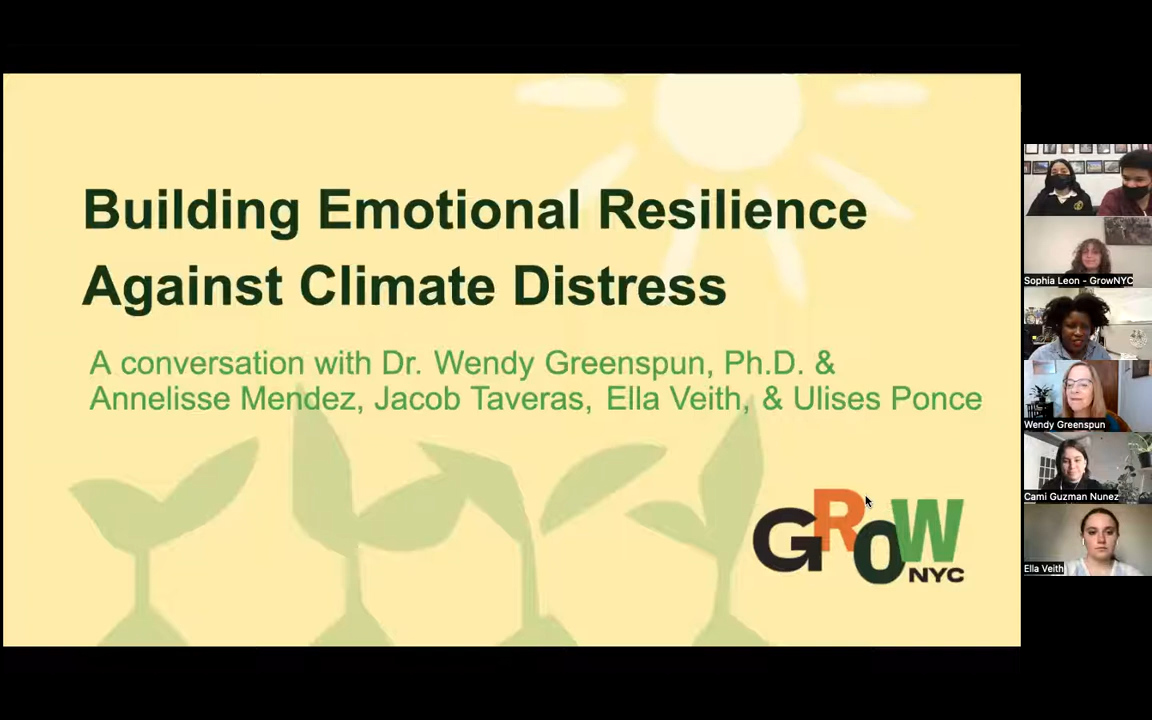 Building Emotional Resilience
Against Climate Distress
A conversation with Dr. Wendy Greenspun, Ph.D. &
Annelisse Mendez, Jacob Taveras, Ella Veith, & Ulises Ponce
GROW
NYC
Sophia Leon - GrowNYC
Wendy Greenspun
Cami Guzman Nunez
Ella Veith